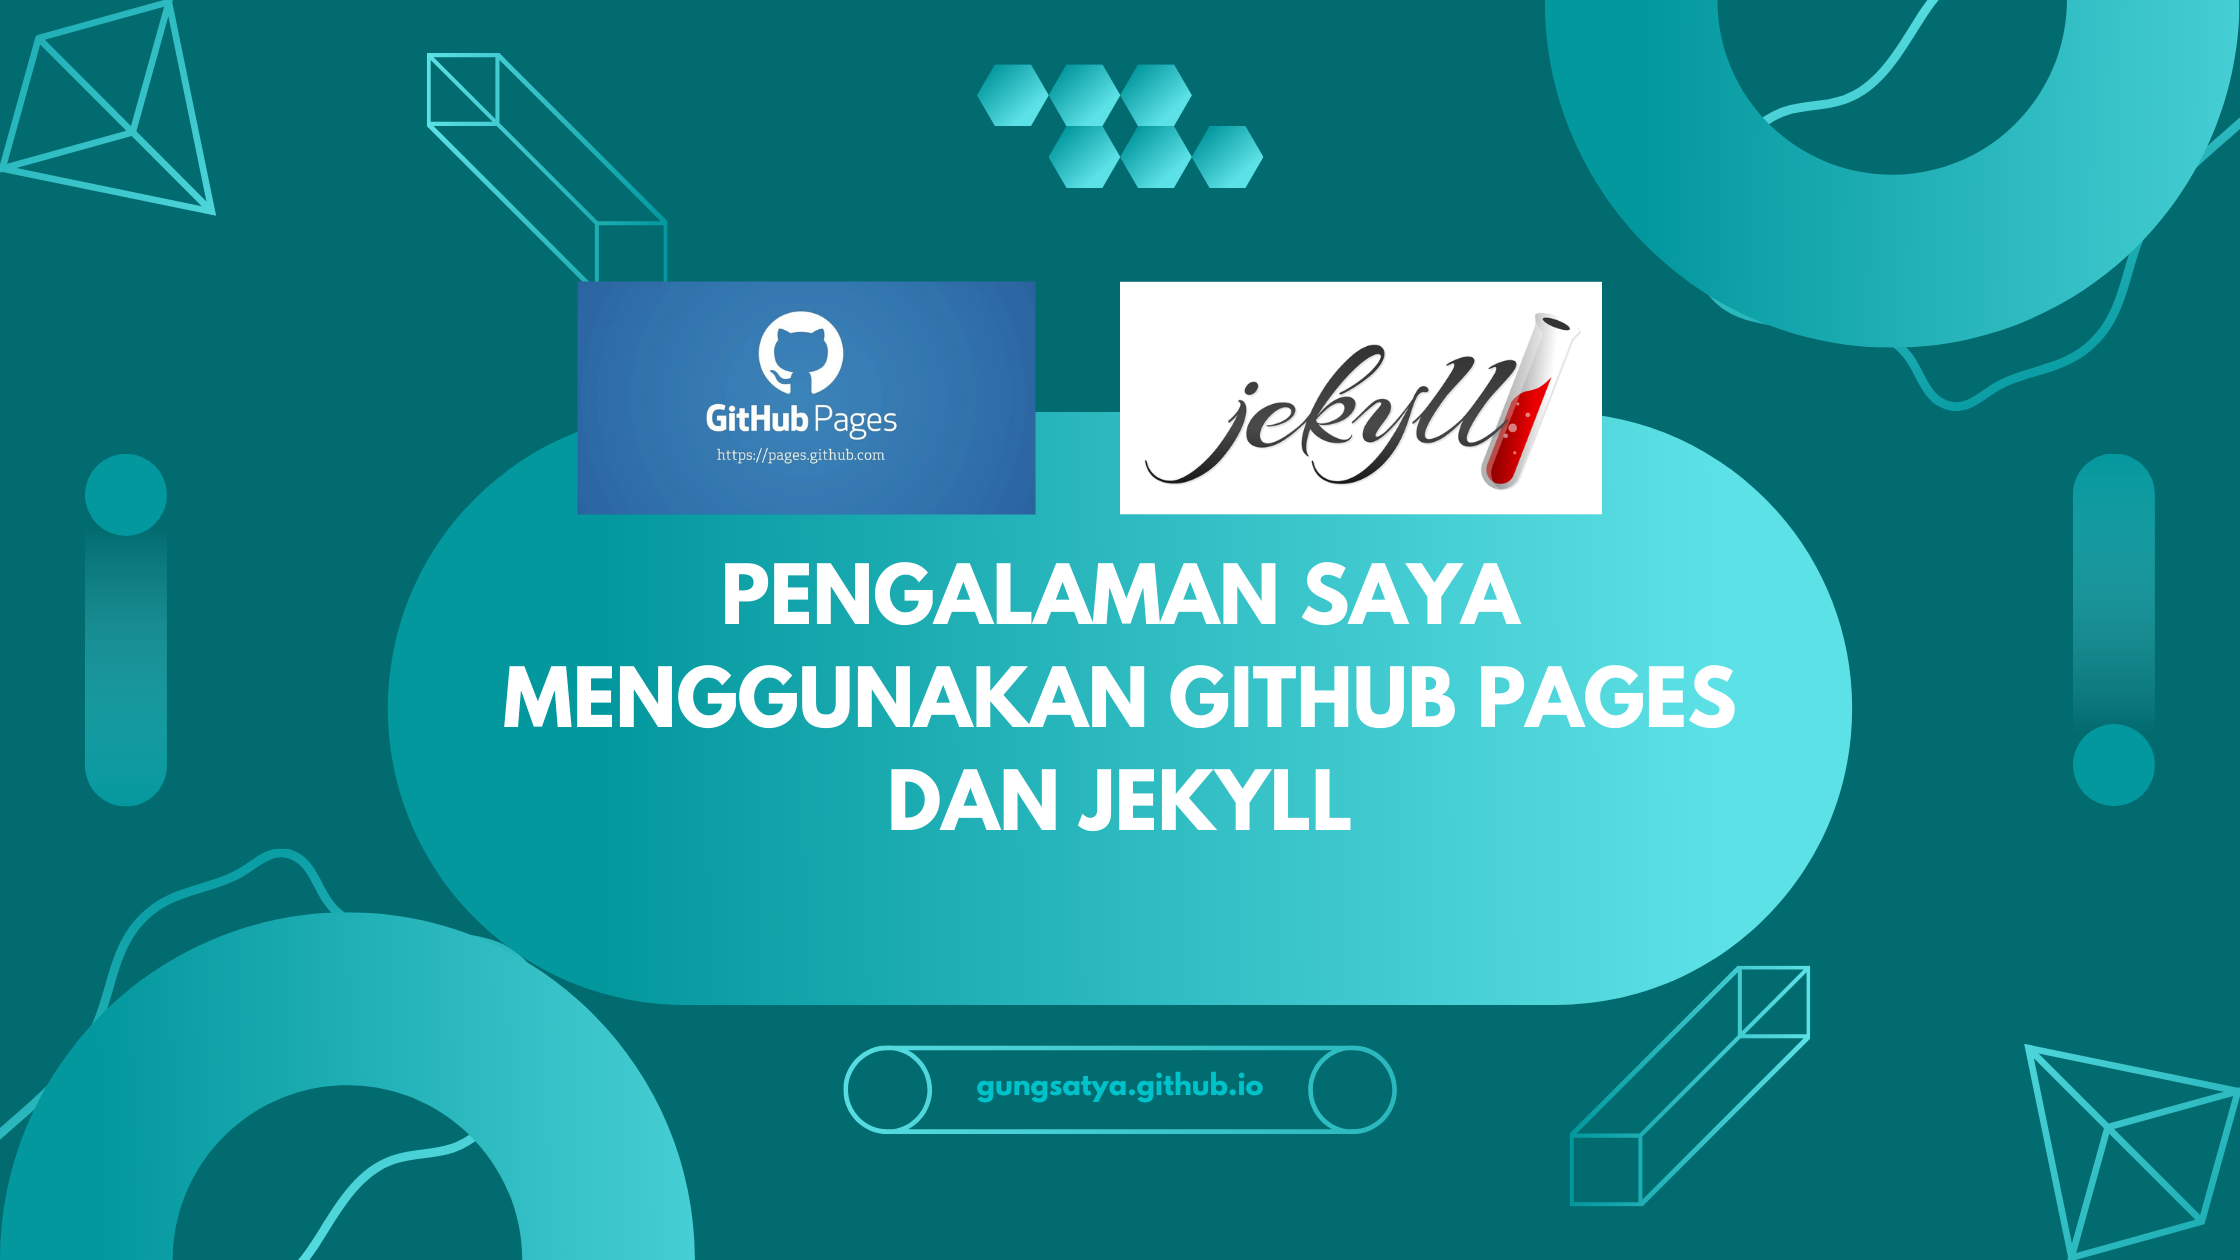 GitHub Pages
https://pages.github.com
jekyll
PENGALAMAN SAYA
MENGGUNAKAN GITHUB PAGES
DAN JEKYLL
gungsatya.github.io